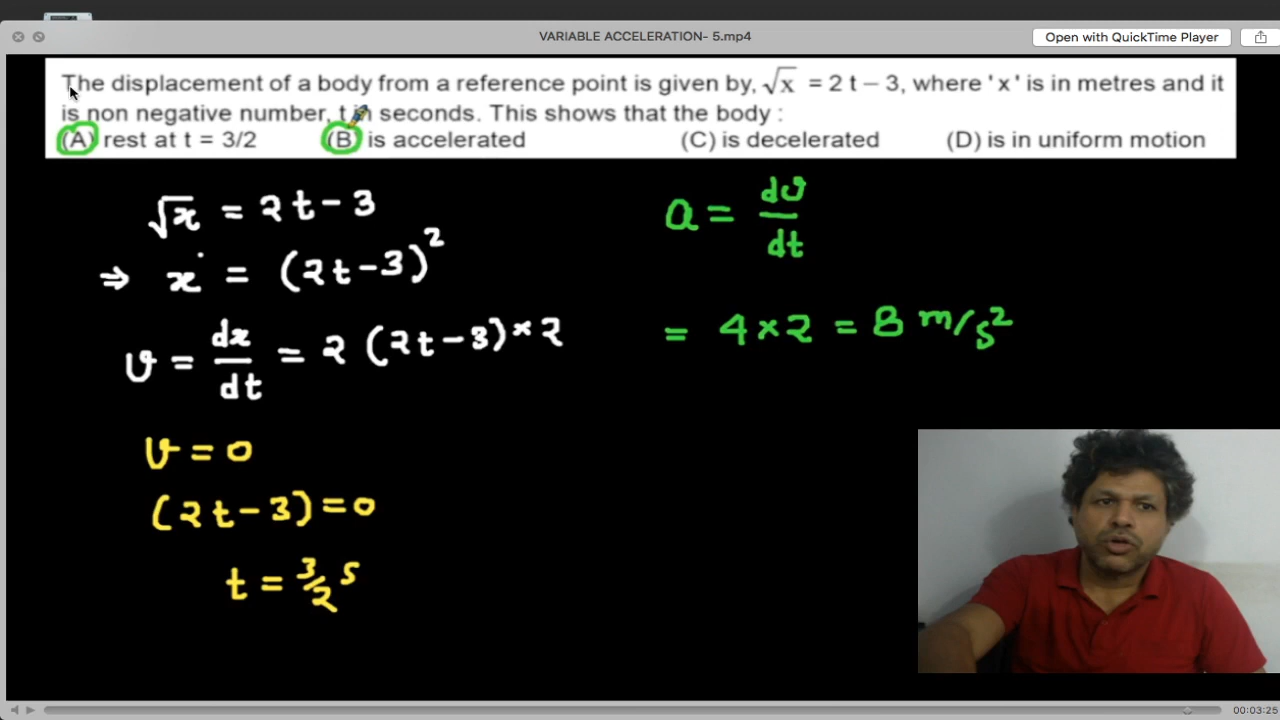 VARIABLE ACCELERATION- 5.mp4
Open with QuickTime Player
The displacement of a body from a reference point is given by, √x = 2 t – 3, where 'x' is in metres and it
is non negative number, t in seconds. This shows that the body :
(A) rest at t = 3/2 (B) is accelerated (C) is decelerated (D) is in uniform motion
√x = 2t-3
⇒ x = (2t-3)²
v = dx/dt = 2 (2t-3)×2
v = 0
(2t-3)=0
t = 3/2 s
a = dv/dt
= 4×2 = 8 m/s²
00:03:25